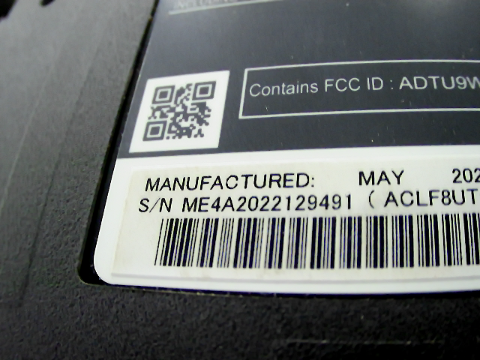 Contains FCC ID : ADTU9W
MANUFACTURED: MAY 202
S/N ME4A2022129491 ( ACLF8UT